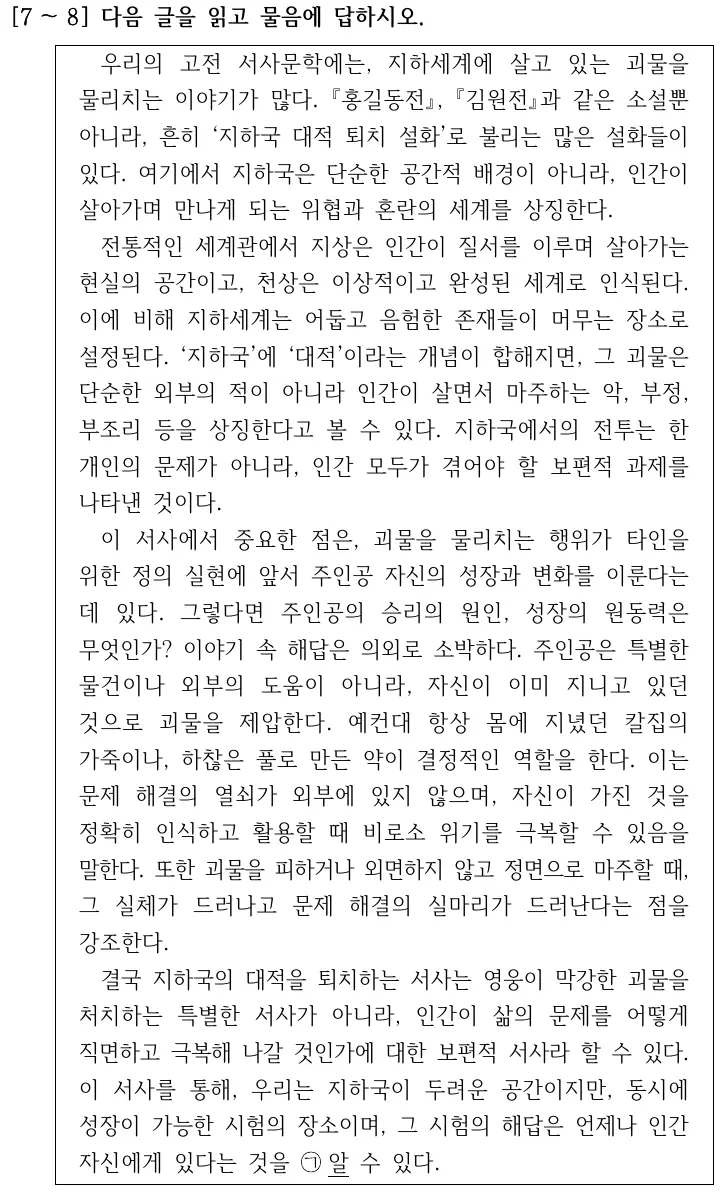 [7 ~ 8] 다음 글을 읽고 물음에 답하시오.
우리의 고전 서사문학에는, 지하세계에 살고 있는 괴물을
물리치는 이야기가 많다. 『홍길동전』, 『김원전』과 같은 소설뿐
아니라, 흔히 ‘지하국 대적 퇴치 설화’로 불리는 많은 설화들이
있다. 여기에서 지하국은 단순한 공간적 배경이 아니라, 인간이
살아가며 만나게 되는 위협과 혼란의 세계를 상징한다.
전통적인 세계관에서 지상은 인간이 질서를 이루며 살아가는
현실의 공간이고, 천상은 이상적이고 완성된 세계로 인식된다.
이에 비해 지하세계는 어둡고 음험한 존재들이 머무는 장소로
설정된다. ‘지하국’에 ‘대적’이라는 개념이 합해지면, 그 괴물은
단순한 외부의 적이 아니라 인간이 살면서 마주하는 악, 부정,
부조리 등을 상징한다고 볼 수 있다. 지하국에서의 전투는 한
개인의 문제가 아니라, 인간 모두가 겪어야 할 보편적 과제를
나타낸 것이다.
이 서사에서 중요한 점은, 괴물을 물리치는 행위가 타인을
위한 정의 실현에 앞서 주인공 자신의 성장과 변화를 이룬다는
데 있다. 그렇다면 주인공의 승리의 원인, 성장의 원동력은
무엇인가? 이야기 속 해답은 의외로 소박하다. 주인공은 특별한
물건이나 외부의 도움이 아니라, 자신이 이미 지니고 있던
것으로 괴물을 제압한다. 예컨대 항상 몸에 지녔던 칼집의
가죽이나, 하찮은 풀로 만든 약이 결정적인 역할을 한다. 이는
문제 해결의 열쇠가 외부에 있지 않으며, 자신이 가진 것을
정확히 인식하고 활용할 때 비로소 위기를 극복할 수 있음을
말한다. 또한 괴물을 피하거나 외면하지 않고 정면으로 마주할 때,
그 실체가 드러나고 문제 해결의 실마리가 드러난다는 점을
강조한다.
결국 지하국의 대적을 퇴치하는 서사는 영웅이 막강한 괴물을
처치하는 특별한 서사가 아니라, 인간이 삶의 문제를 어떻게
직면하고 극복해 나갈 것인가에 대한 보편적 서사라 할 수 있다.
이 서사를 통해, 우리는 지하국이 두려운 공간이지만, 동시에
성장이 가능한 시험의 장소이며, 그 시험의 해답은 언제나 인간
자신에게 있다는 것을 ㉠ 알 수 있다.